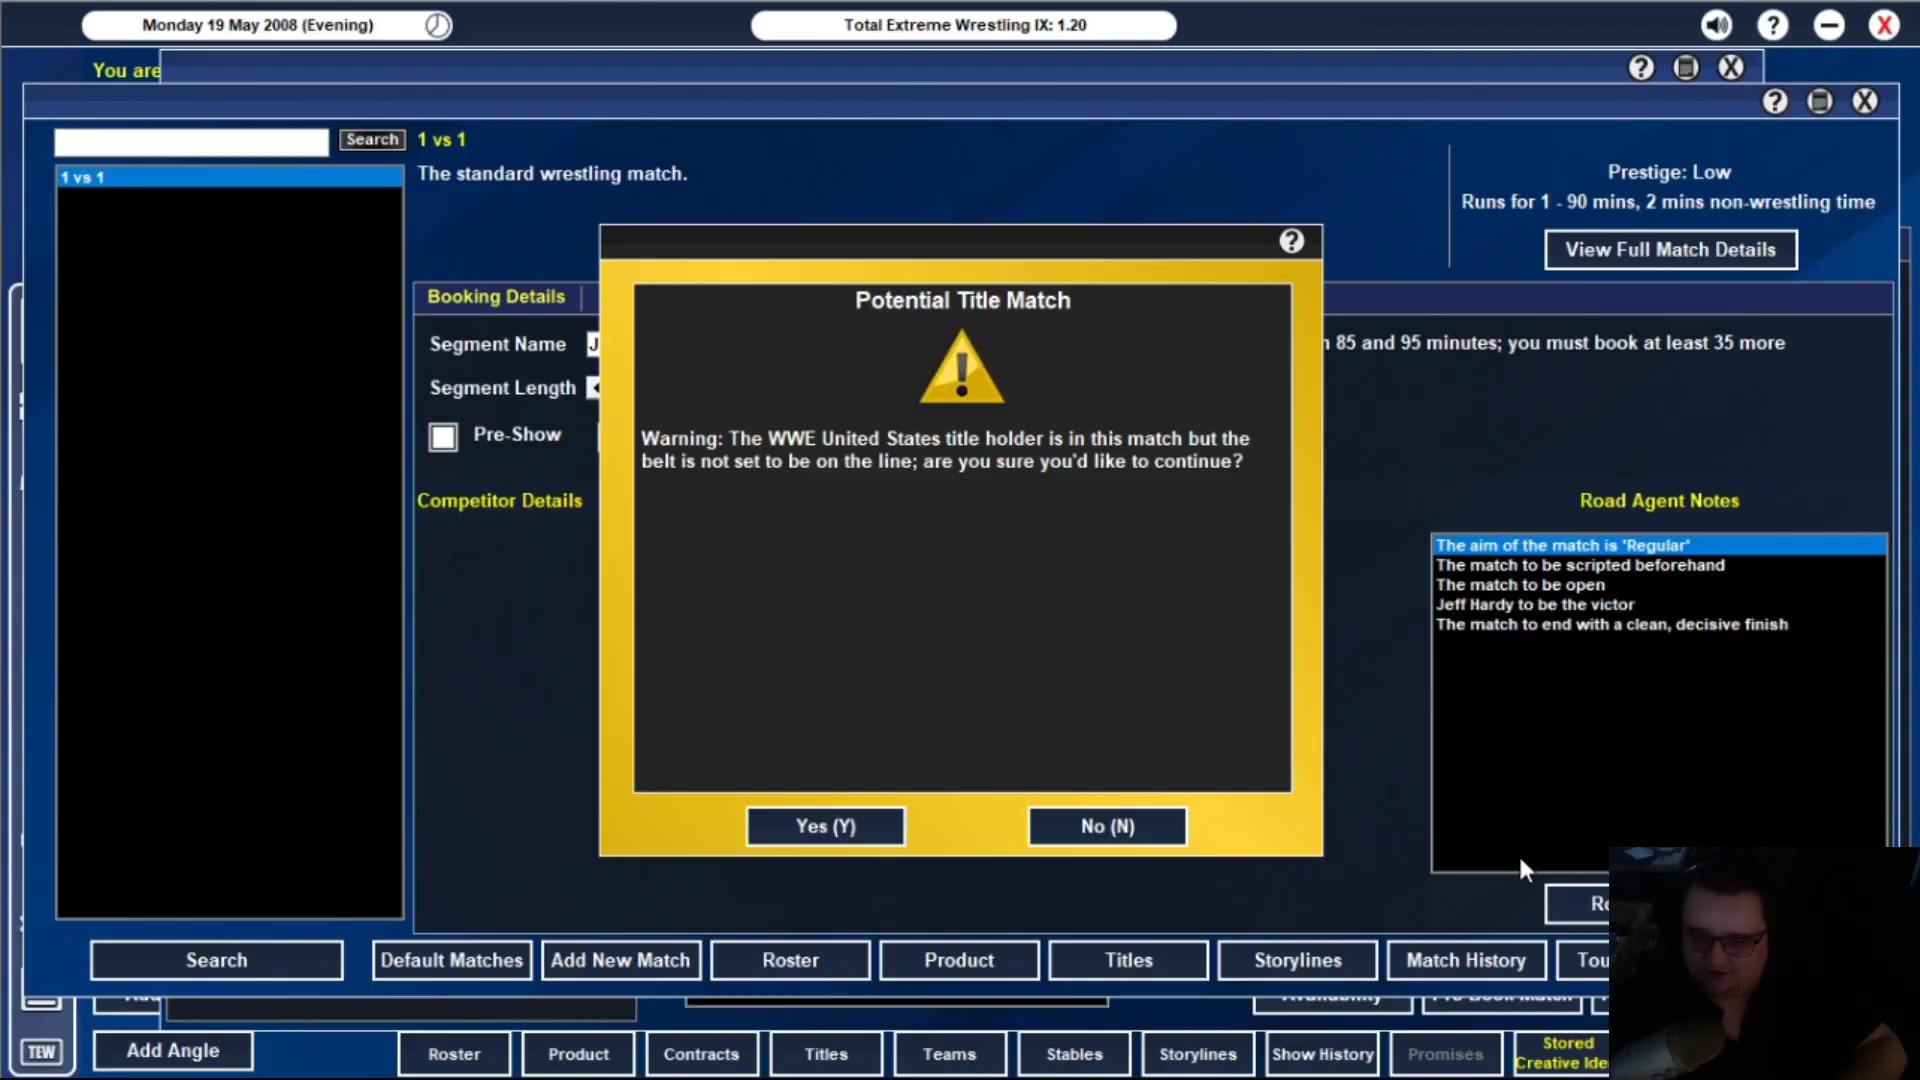 Monday 19 May 2008 (Evening)
Total Extreme Wrestling IX: 1.20
You are
Search
1 vs 1
1 vs 1
The standard wrestling match.
Prestige: Low
Runs for 1 - 90 mins, 2 mins non-wrestling time
View Full Match Details
Booking Details
Segment Name
J
85 and 95 minutes; you must book at least 35 more
Segment Length
Pre-Show
Competitor Details
Potential Title Match
Warning: The WWE United States title holder is in this match but the
belt is not set to be on the line; are you sure you'd like to continue?
Yes (Y)
No (N)
Road Agent Notes
The aim of the match is 'Regular'
The match to be scripted beforehand
The match to be open
Jeff Hardy to be the victor
The match to end with a clean, decisive finish
Search
Default Matches
Add New Match
Roster
Product
Titles
Storylines
Match History
TEW
Add Angle
Roster
Product
Contracts
Titles
Teams
Stables
Storylines
Show History
Promises
Stored
Creative